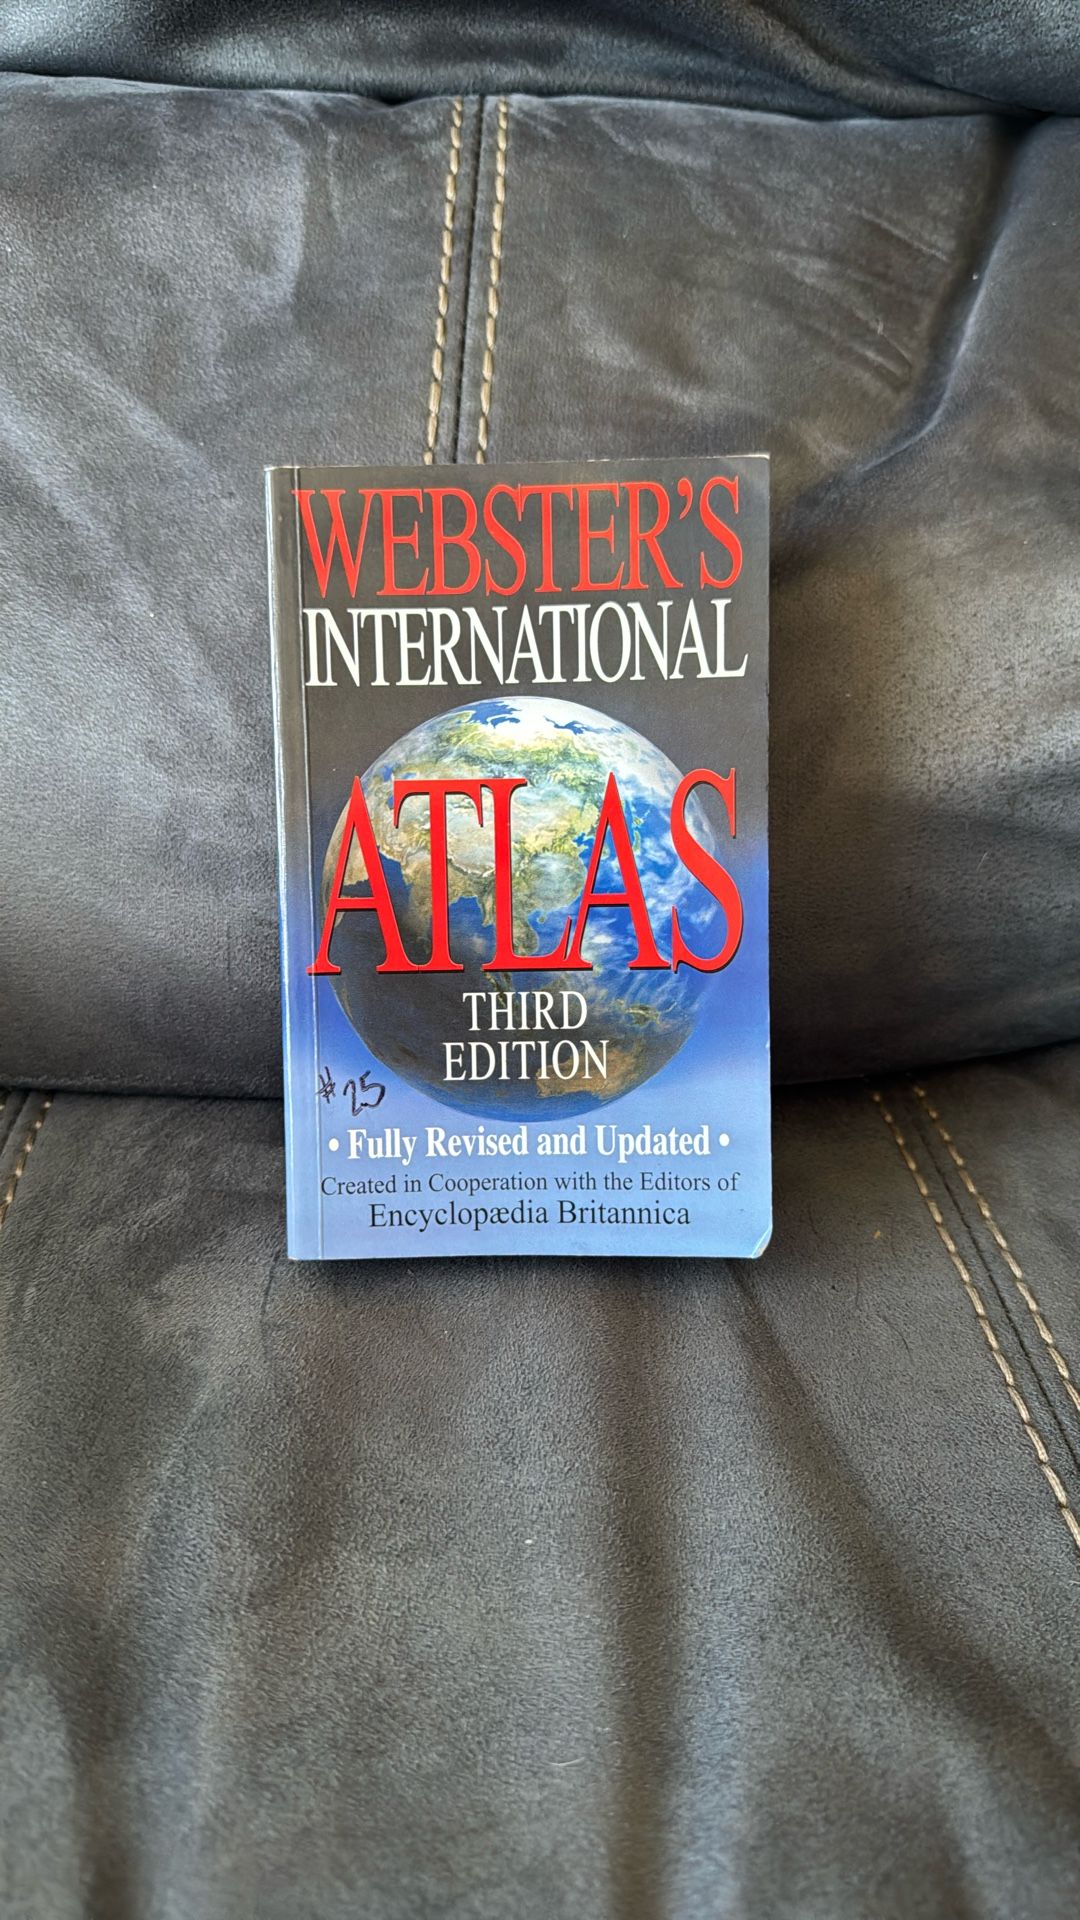 WEBSTER'S
INTERNATIONAL
ATLAS
THIRD
EDITION
#25
• Fully Revised and Updated •
Created in Cooperation with the Editors of
Encyclopædia Britannica